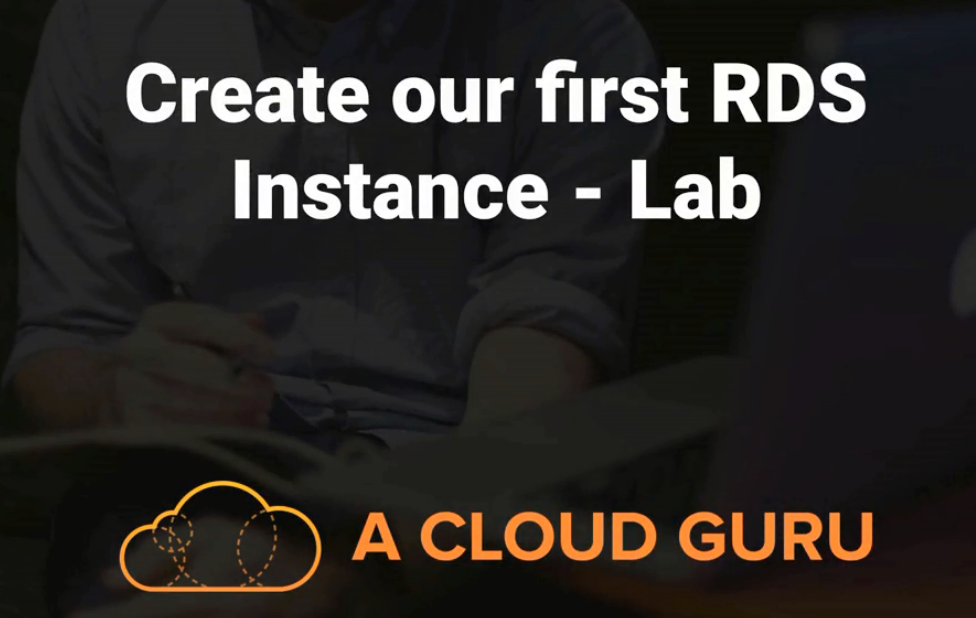 Create our first RDS
Instance - Lab
A CLOUD GURU